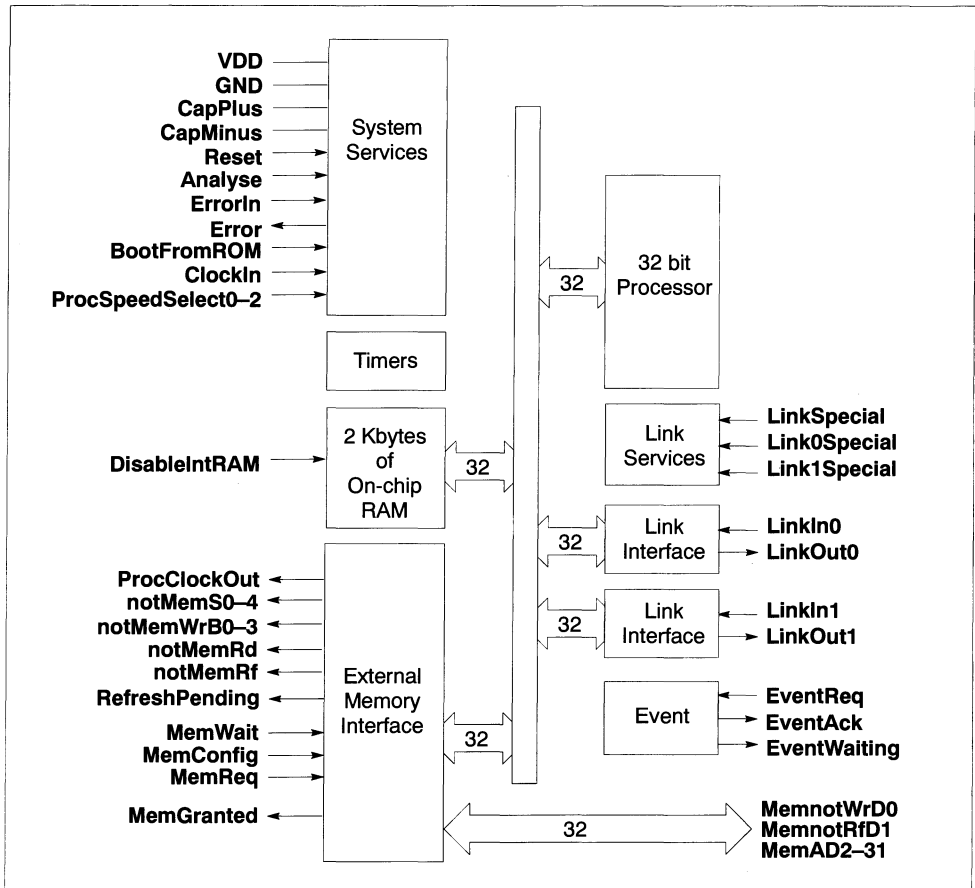 VDD
GND
CapPlus
CapMinus
Reset
Analyse
ErrorIn
Error
BootFromROM
ClockIn
ProcSpeedSelect0–2
System
Services
Timers
DisableIntRAM
2 Kbytes
of
On-chip
RAM
32
ProcClockOut
notMemS0–4
notMemWrB0–3
notMemRd
notMemRf
RefreshPending
MemWait
MemConfig
MemReq
MemGranted
External
Memory
Interface
32
32
32 bit
Processor
Link
Services
LinkSpecial
Link0Special
Link1Special
32
Link
Interface
LinkIn0
LinkOut0
32
Link
Interface
LinkIn1
LinkOut1
Event
EventReq
EventAck
EventWaiting
32
MemnotWrD0
MemnotRfD1
MemAD2–31